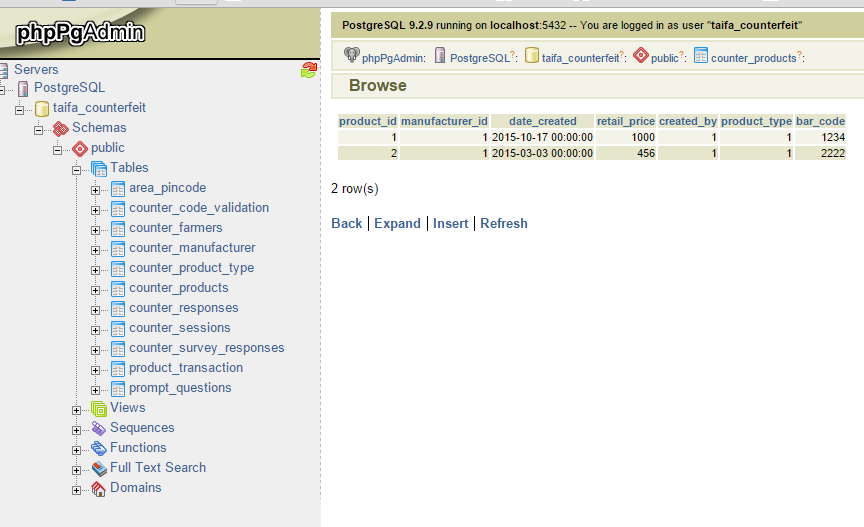 phpPgAdmin
Servers
PostgreSQL
taifa_counterfeit
Schemas
public
Tables
area_pincode
counter_code_validation
counter_farmers
counter_manufacturer
counter_product_type
counter_products
counter_responses
counter_sessions
counter_survey_responses
product_transaction
prompt_questions
Views
Sequences
Functions
Full Text Search
Domains
PostgreSQL 9.2.9 running on localhost:5432 -- You are logged in as user "taifa_counterfeit"
phpPgAdmin: PostgreSQL?: taifa_counterfeit?: public?: counter_products?:
Browse
product_id manufacturer_id date_created retail_price created_by product_type bar_code
1 1 2015-10-17 00:00:00 1000 1 1 1234
2 1 2015-03-03 00:00:00 456 1 1 2222
2 row(s)
Back | Expand | Insert | Refresh